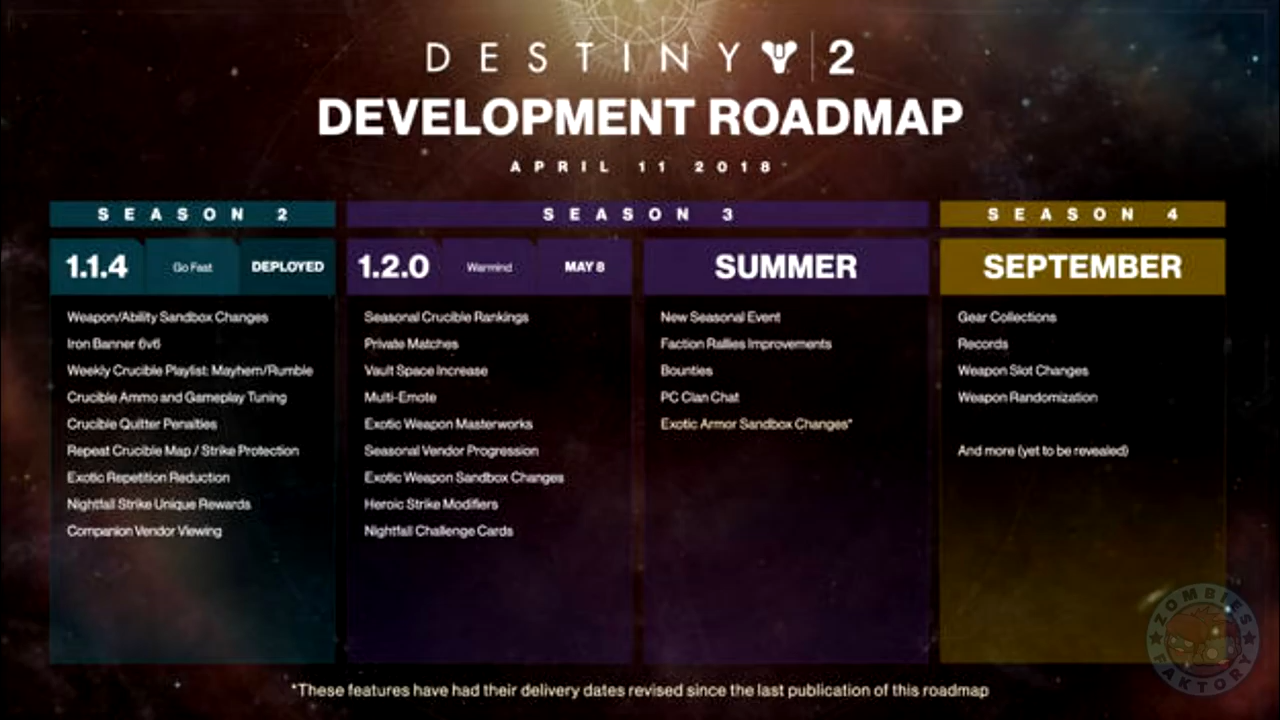 DESTINY 2
DEVELOPMENT ROADMAP
APRIL 11 2018
SEASON 2
SEASON 3
SEASON 4
1.1.4 Go Fast DEPLOYED
Weapon/Ability Sandbox Changes
Iron Banner 6v6
Weekly Crucible Playlist: Mayhem/Rumble
Crucible Ammo and Gameplay Tuning
Crucible Quitter Penalties
Repeat Crucible Map / Strike Protection
Exotic Repetition Reduction
Nightfall Strike Unique Rewards
Companion Vendor Viewing
1.2.0 Warmind MAY 8
Seasonal Crucible Rankings
Private Matches
Vault Space Increase
Multi-Emote
Exotic Weapon Masterworks
Seasonal Vendor Progression
Exotic Weapon Sandbox Changes
Heroic Strike Modifiers
Nightfall Challenge Cards
SUMMER
New Seasonal Event
Faction Rallies Improvements
Bounties
PC Clan Chat
Exotic Armor Sandbox Changes*
SEPTEMBER
Gear Collections
Records
Weapon Slot Changes
Weapon Randomization
And more (yet to be revealed)
*These features have had their delivery dates revised since the last publication of this roadmap
ZOMBIES
FAKTORY